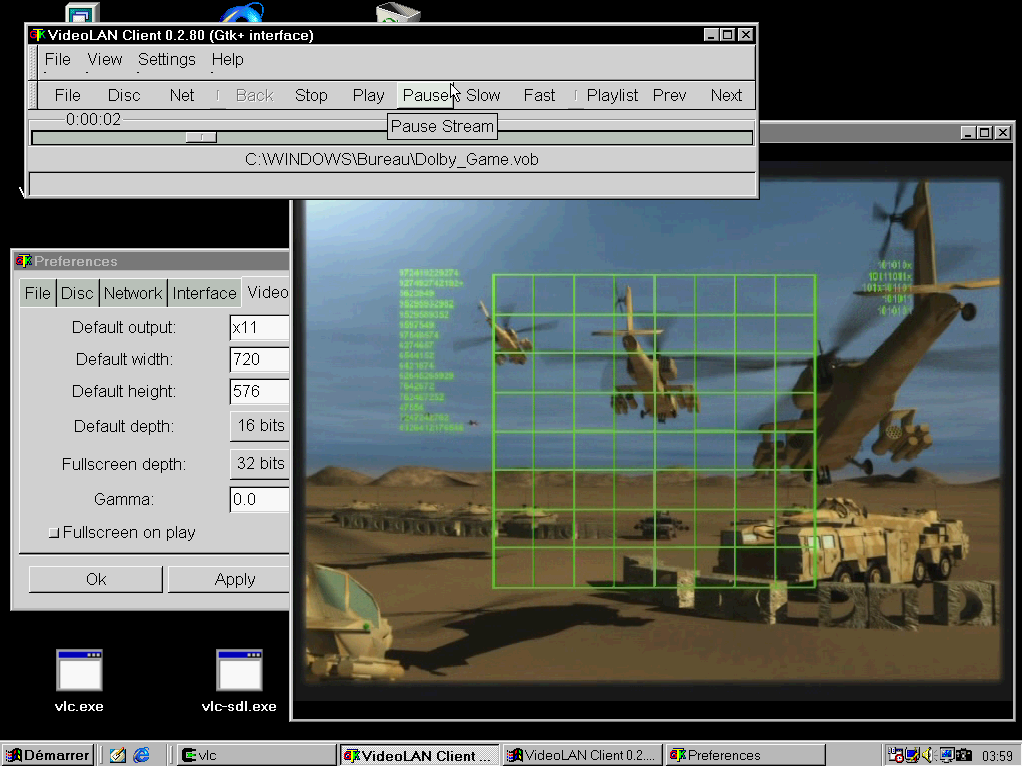 VideoLAN Client 0.2.80 (Gtk+ interface)
File View Settings Help
File Disc Net Back Stop Play Pause Slow Fast Playlist Prev Next
0:00:02
Pause Stream
C:\WINDOWS\Bureau\Dolby_Game.vob
Preferences
File Disc Network Interface Video
Default output: x11
Default width: 720
Default height: 576
Default depth: 16 bits
Fullscreen depth: 32 bits
Gamma: 0.0
Fullscreen on play
Ok Apply
vlc.exe vlc-sdl.exe
Démarrer vlc VideoLAN Client ... VideoLAN Client 0.2.... Preferences 03:59